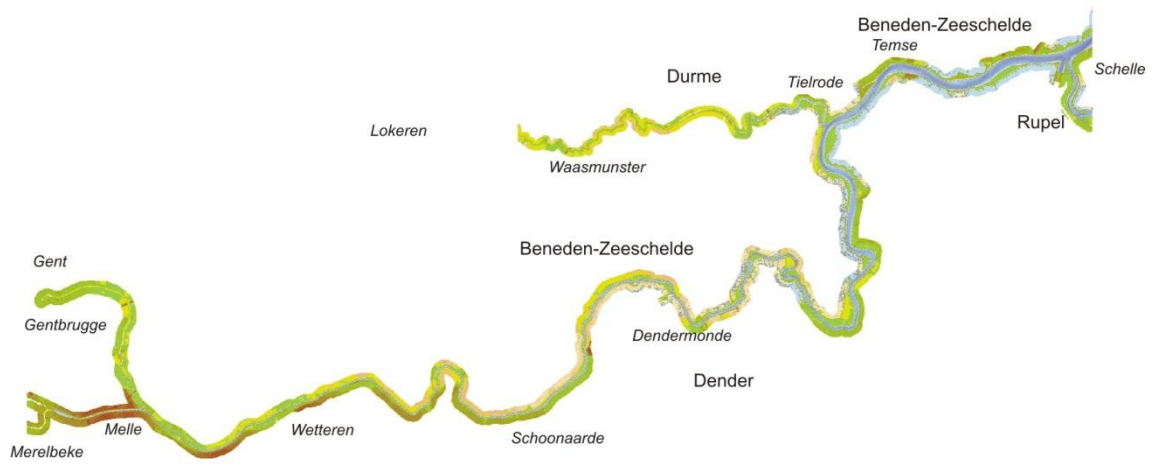 Beneden-Zeeschelde
Temse
Schelle
Durme
Tielrode
Rupel
Lokeren
Waasmunster
Beneden-Zeeschelde
Gent
Gentbrugge
Dendermonde
Dender
Melle
Wetteren
Schoonaarde
Merelbeke